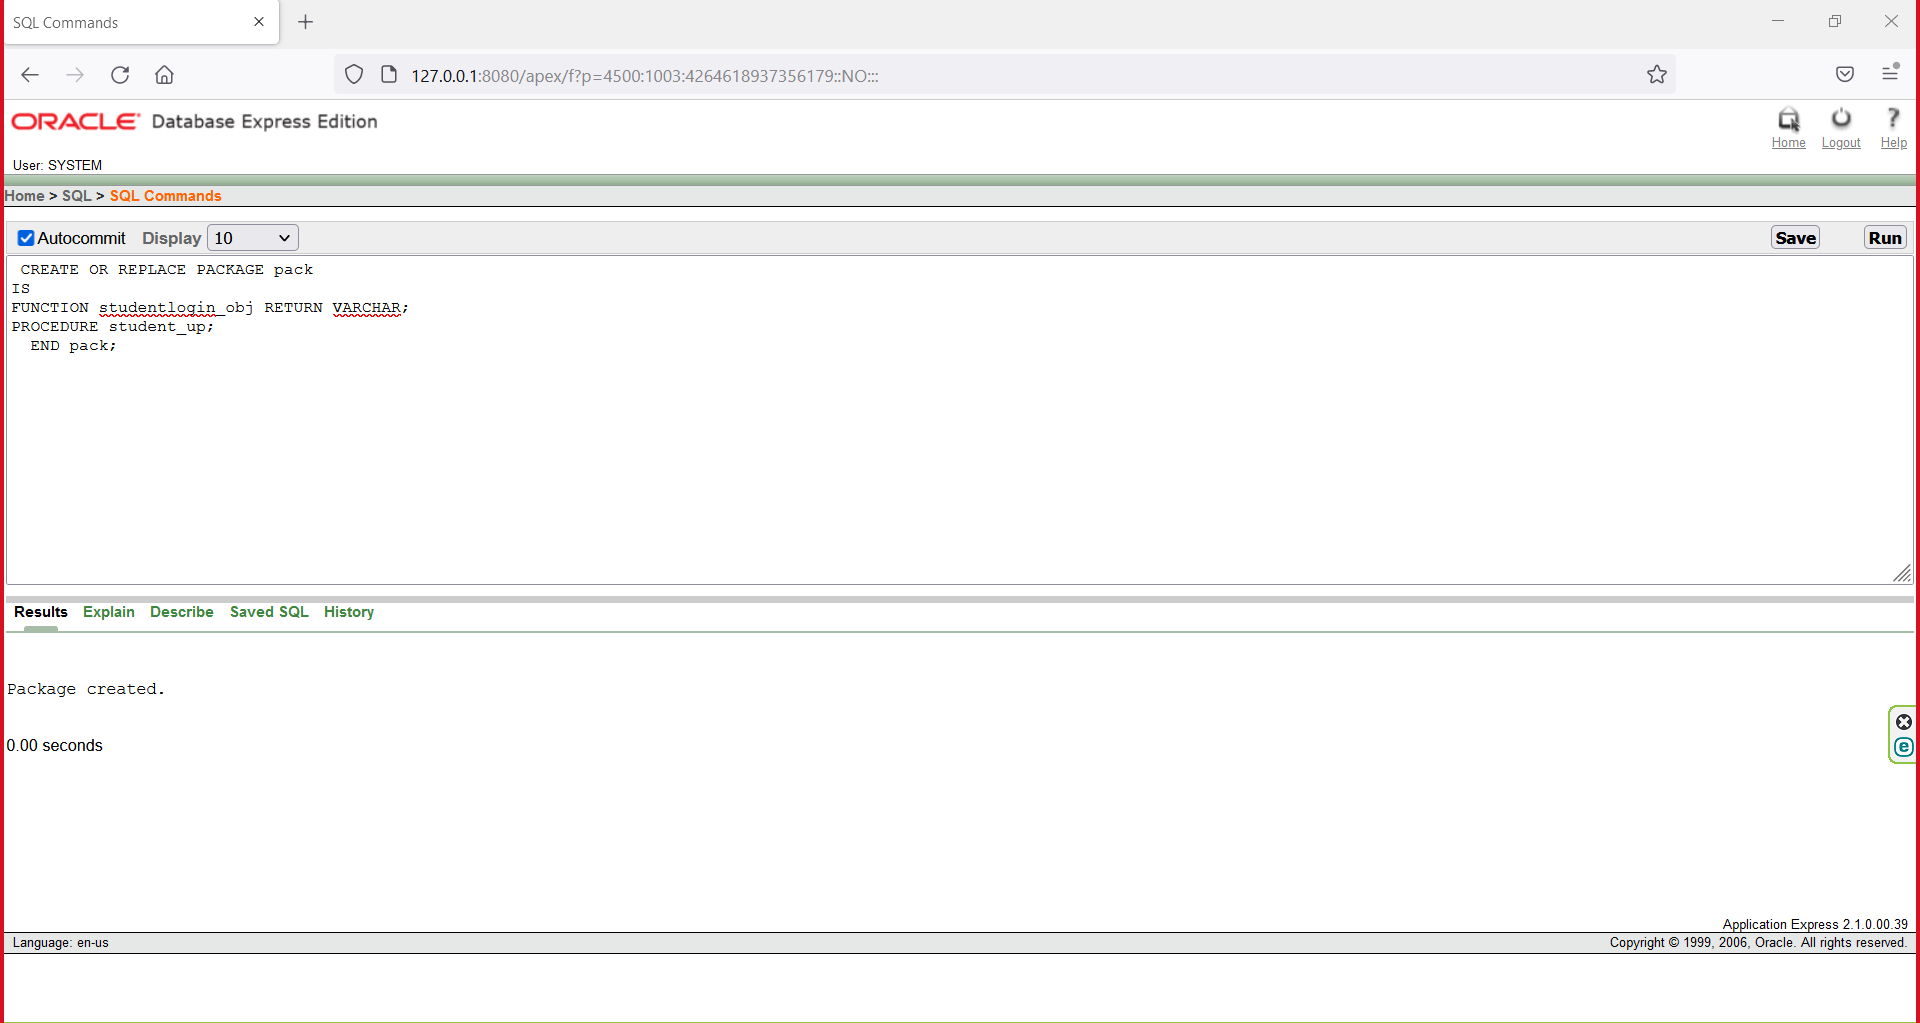 SQL Commands
127.0.0.1:8080/apex/f?p=4500:1003:4264618937356179::NO:::
ORACLE Database Express Edition
Home Logout Help
User: SYSTEM
Home > SQL > SQL Commands
Autocommit Display 10 Save Run
CREATE OR REPLACE PACKAGE pack
IS
FUNCTION studentlogin_obj RETURN VARCHAR;
PROCEDURE student_up;
END pack;
Results Explain Describe Saved SQL History
Package created.
0.00 seconds
Application Express 2.1.0.00.39
Language: en-us Copyright © 1999, 2006, Oracle. All rights reserved.